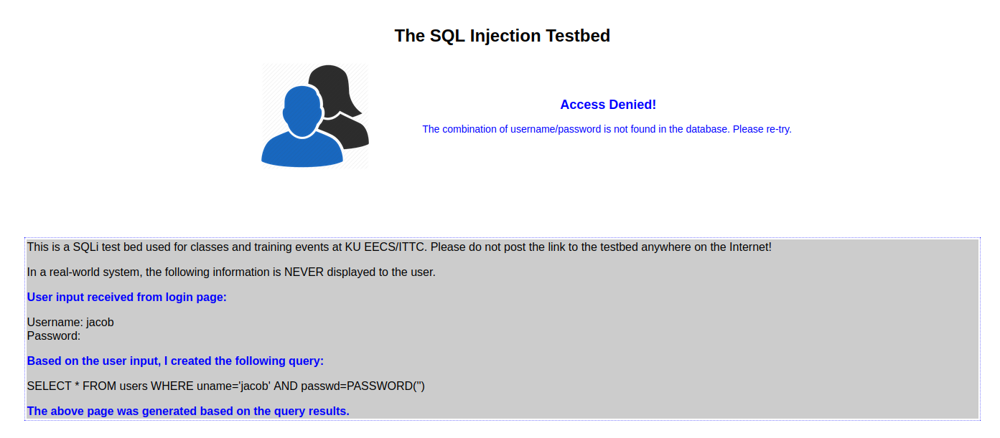 The SQL Injection Testbed
Access Denied!
The combination of username/password is not found in the database. Please re-try.
This is a SQLi test bed used for classes and training events at KU EECS/ITTC. Please do not post the link to the testbed anywhere on the Internet!
In a real-world system, the following information is NEVER displayed to the user.
User input received from login page:
Username: jacob
Password:
Based on the user input, I created the following query:
SELECT * FROM users WHERE uname='jacob' AND passwd=PASSWORD('')
The above page was generated based on the query results.